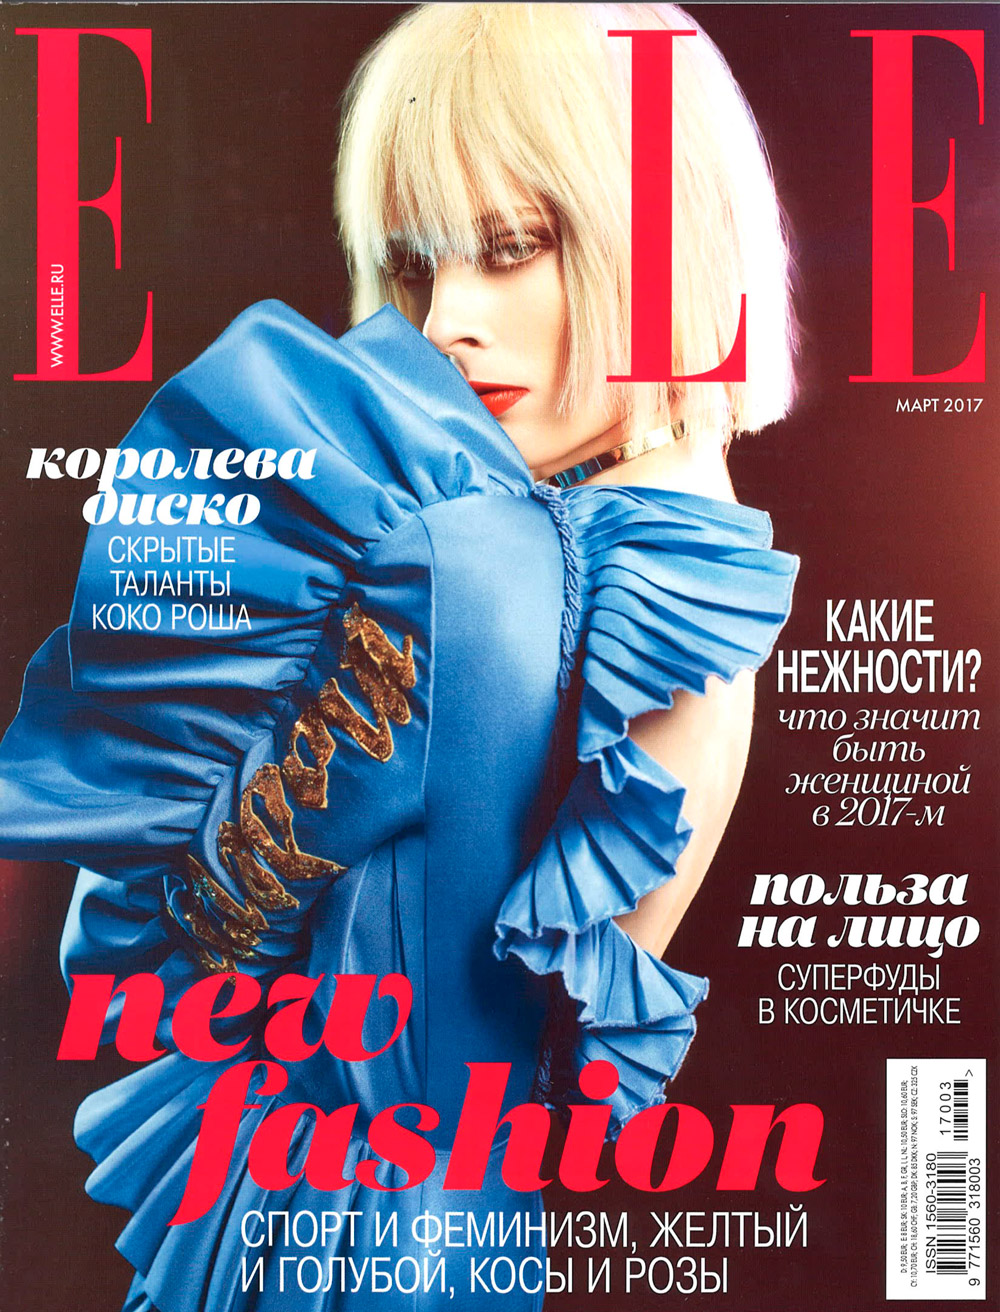 ELLE
WWW.ELLE.RU
МАРТ 2017
королева
диско
СКРЫТЫЕ
ТАЛАНТЫ
КОКО РОША
КАКИЕ
НЕЖНОСТИ?
что значит
быть
женщиной
в 2017-м
польза
на лицо
СУПЕРФУДЫ
В КОСМЕТИЧКЕ
new
fashion
СПОРТ И ФЕМИНИЗМ, ЖЕЛТЫЙ
И ГОЛУБОЙ, КОСЫ И РОЗЫ
ISSN 1560-3180
17003 >
9 771560 318003